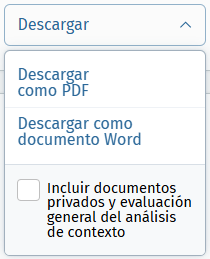 Descargar
Descargar
como PDF
Descargar como
documento Word
Incluir documentos
privados y evaluación
general del análisis
de contexto